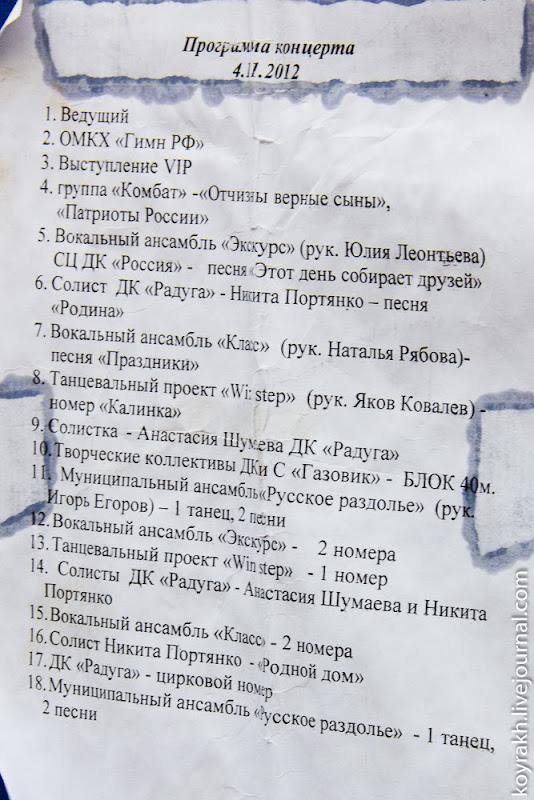 Программа концерта
4.11.2012
1. Ведущий
2. ОМКХ «Гимн РФ»
3. Выступление VIP
4. группа «Комбат» -«Отчизны верные сыны»,
«Патриоты России»
5. Вокальный ансамбль «Экскурс» (рук. Юлия Леонтьева)
СЦ ДК «Россия» - песня «Этот день собирает друзей»
6. Солист ДК «Радуга» - Никита Портянко – песня
«Родина»
7. Вокальный ансамбль «Класс» (рук. Наталья Рябова)-
песня «Праздники»
8. Танцевальный проект «Win step» (рук. Яков Ковалев) -
номер «Калинка»
9. Солистка - Анастасия Шумева ДК «Радуга»
10. Творческие коллективы ДКи С «Газовик» - БЛОК 40м.
11. Муниципальный ансамбль «Русское раздолье» (рук.
Игорь Егоров) – 1 танец, 2 песни
12. Вокальный ансамбль «Экскурс» - 2 номера
13. Танцевальный проект «Win step» - 1 номер
14. Солисты ДК «Радуга» - Анастасия Шумаева и Никита
Портянко
15. Вокальный ансамбль «Класс» - 2 номера
16. Солист Никита Портянко - «Родной дом»
17. ДК «Радуга» - цирковой номер
18. Муниципальный ансамбль «Русское раздолье» - 1 танец,
2 песни
koyrakh.livejournal.com